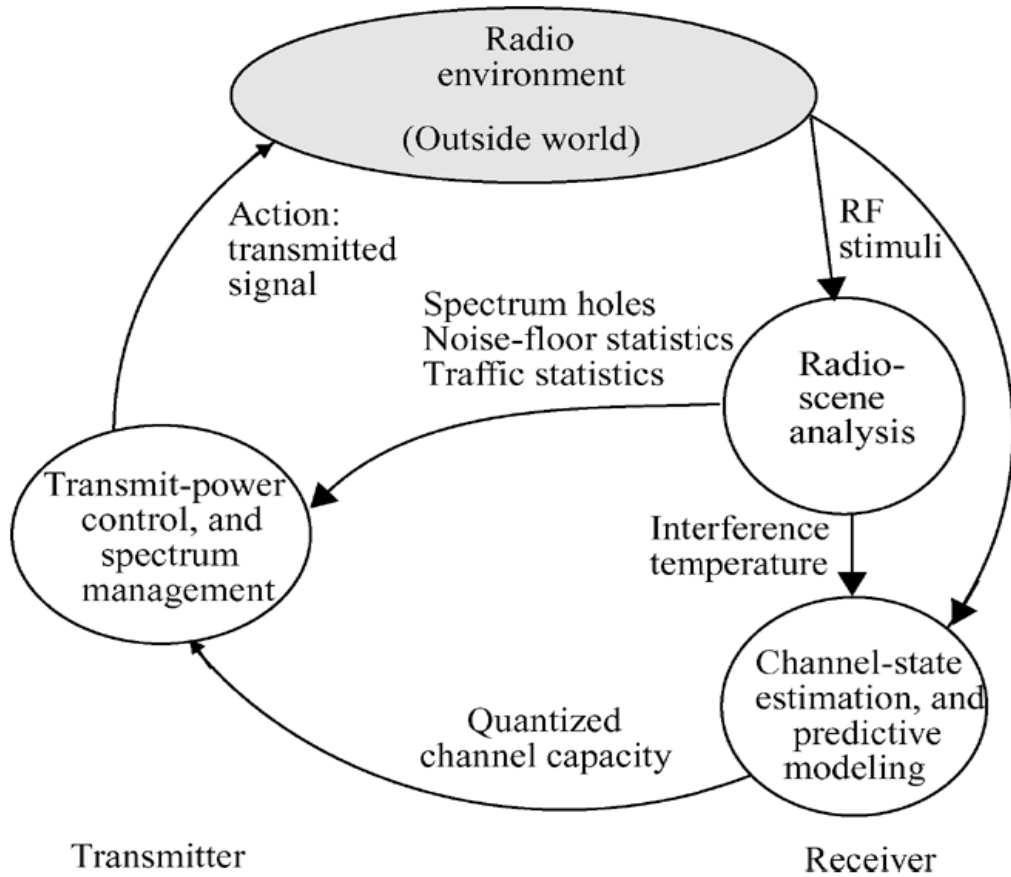 Radio
environment
(Outside world)
Action:
transmitted
signal
RF
stimuli
Spectrum holes
Noise-floor statistics
Traffic statistics
Radio-
scene
analysis
Transmit-power
control, and
spectrum
management
Interference
temperature
Channel-state
estimation, and
predictive
modeling
Quantized
channel capacity
Transmitter
Receiver